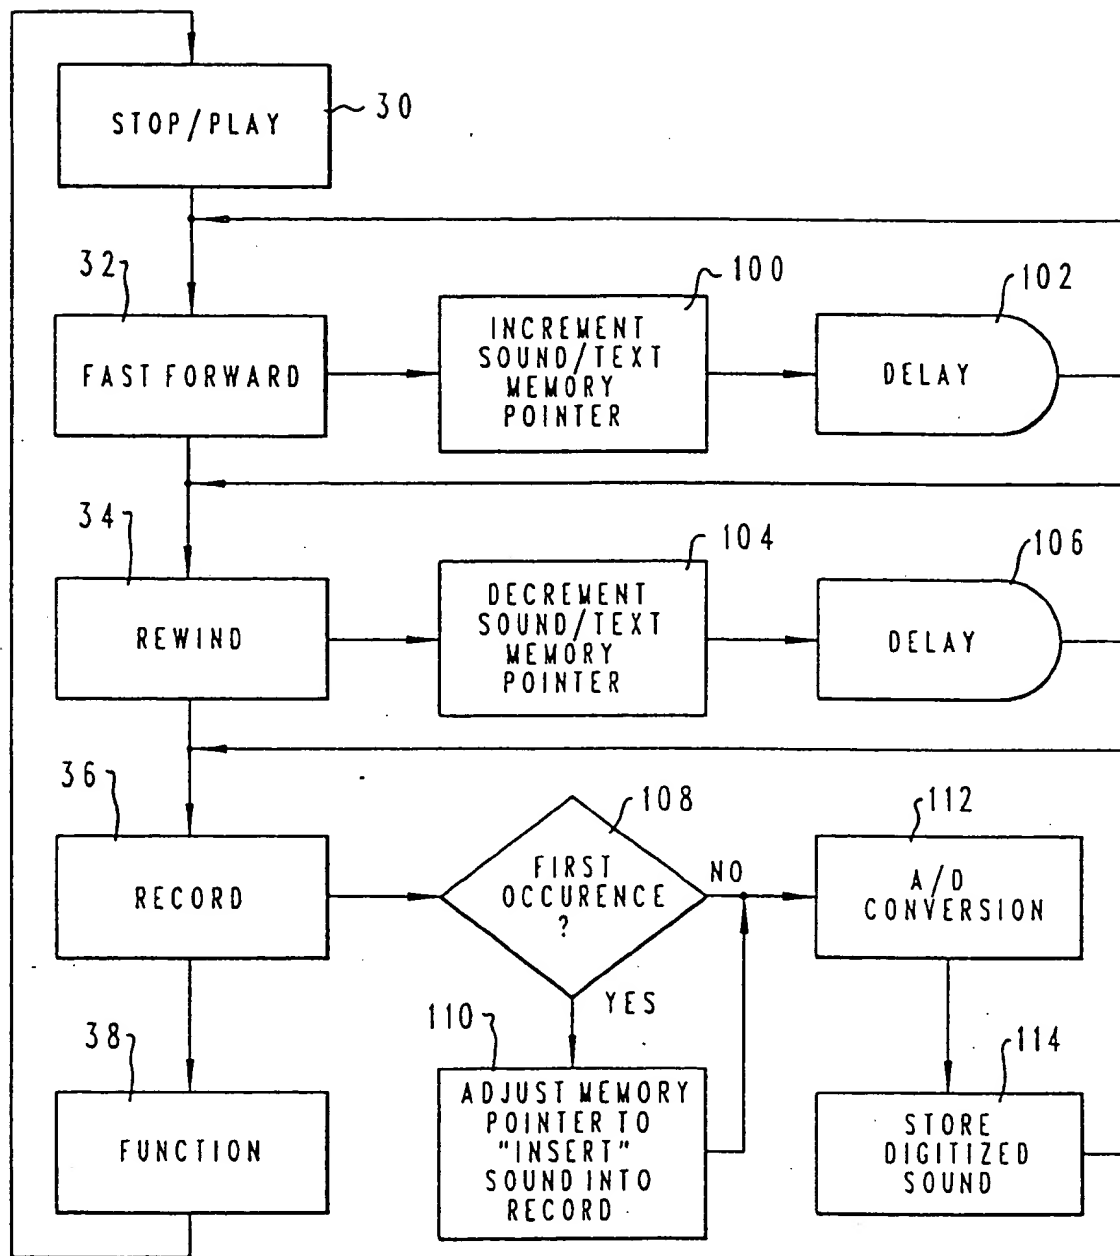 STOP/PLAY
30
32
FAST FORWARD
100
INCREMENT
SOUND/TEXT
MEMORY
POINTER
102
DELAY
34
REWIND
104
DECREMENT
SOUND/TEXT
MEMORY
POINTER
106
DELAY
36
RECORD
108
FIRST
OCCURENCE
?
NO
YES
112
A/D
CONVERSION
38
FUNCTION
110
ADJUST MEMORY
POINTER TO
"INSERT"
SOUND INTO
RECORD
114
STORE
DIGITIZED
SOUND